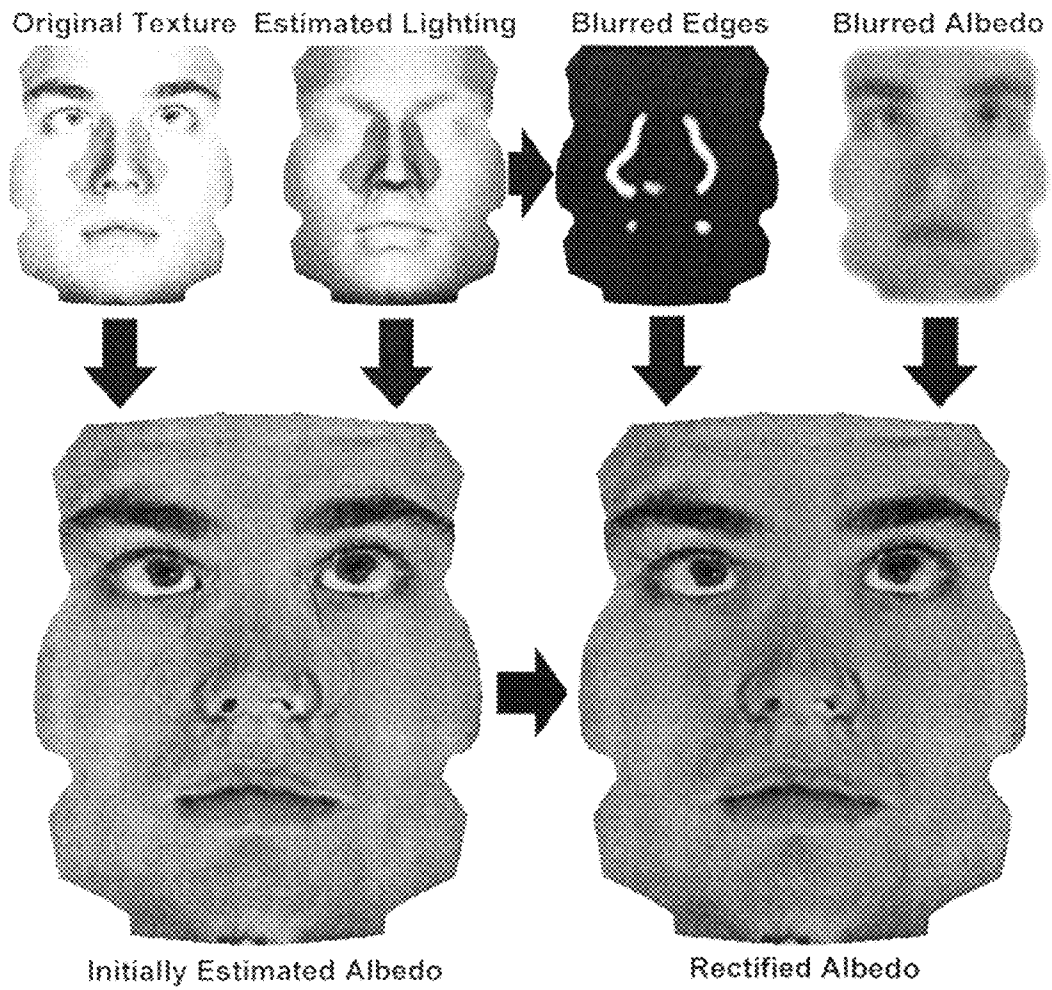 Original Texture
Estimated Lighting
Blurred Edges
Blurred Albedo
Initially Estimated Albedo
Rectified Albedo